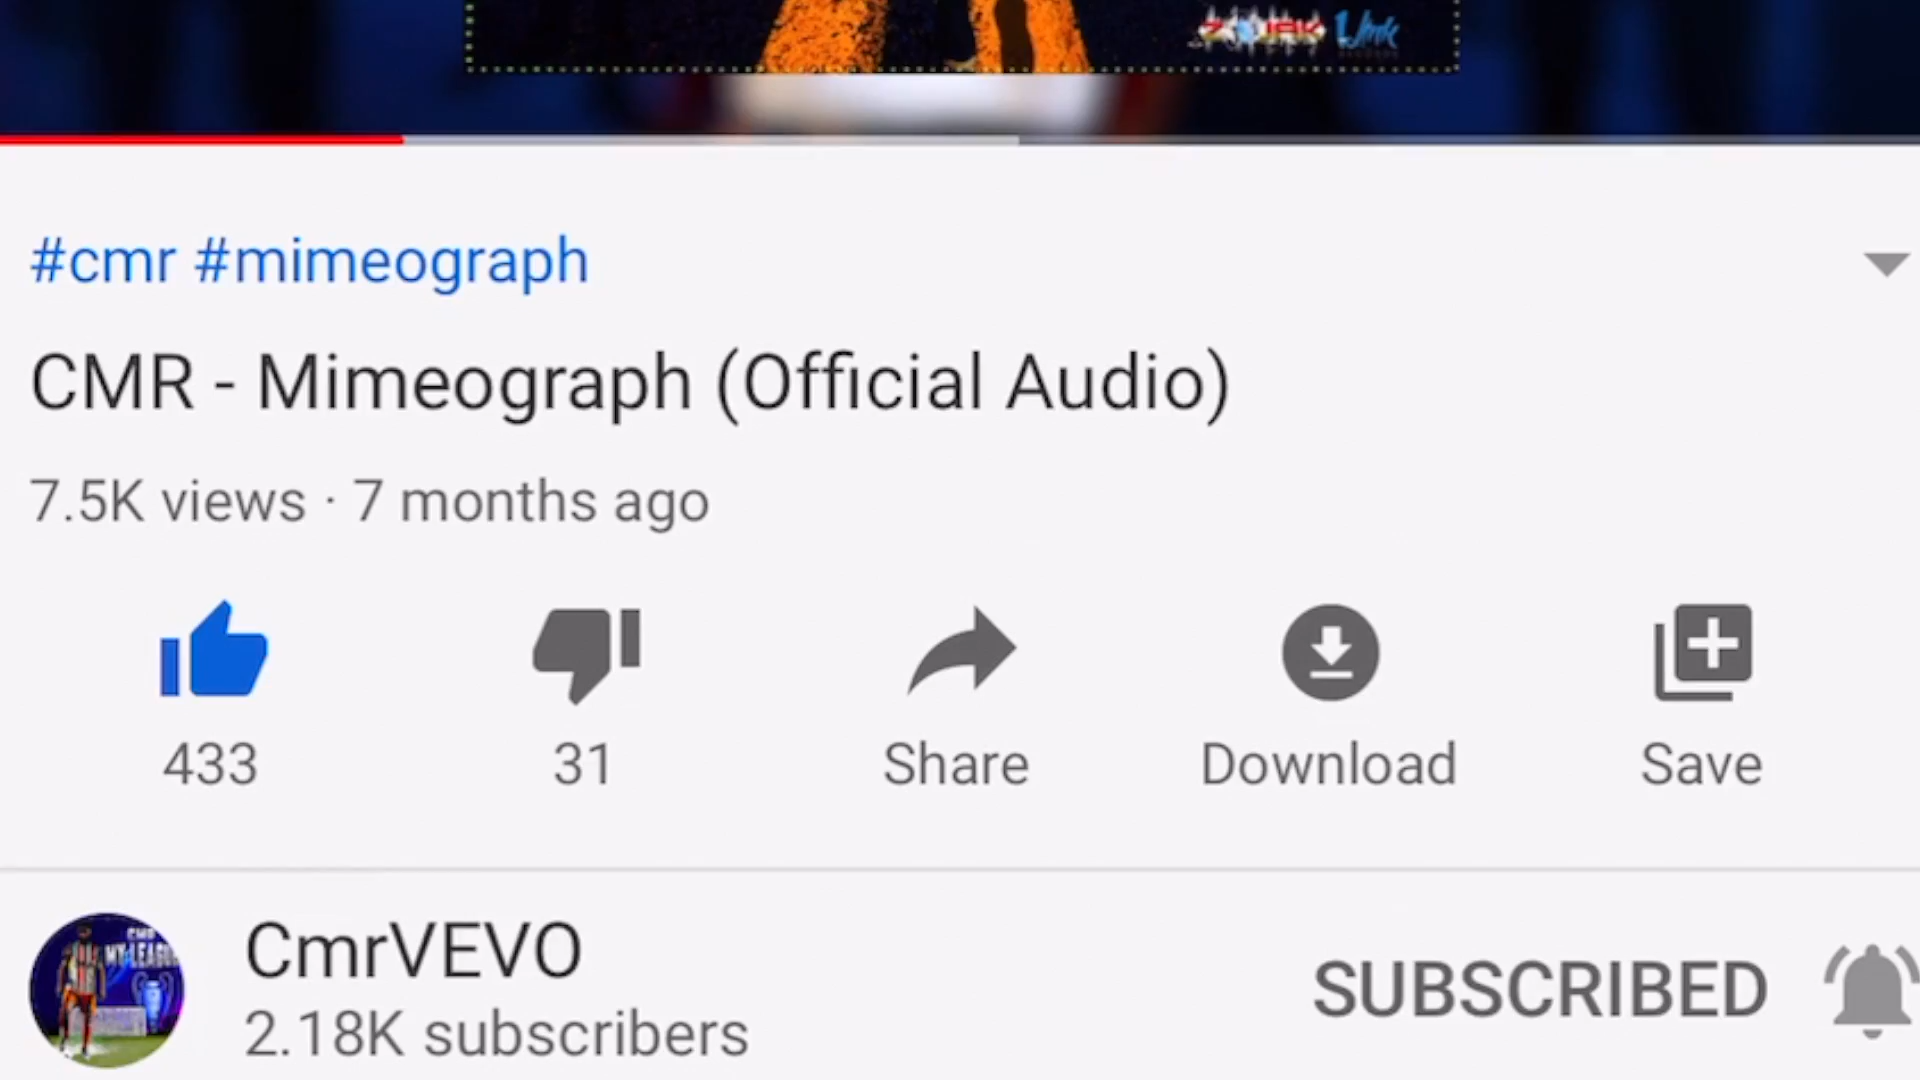 #cmr #mimeograph
CMR - Mimeograph (Official Audio)
7.5K views · 7 months ago
433
31
Share
Download
Save
CmrVEVO
2.18K subscribers
SUBSCRIBED